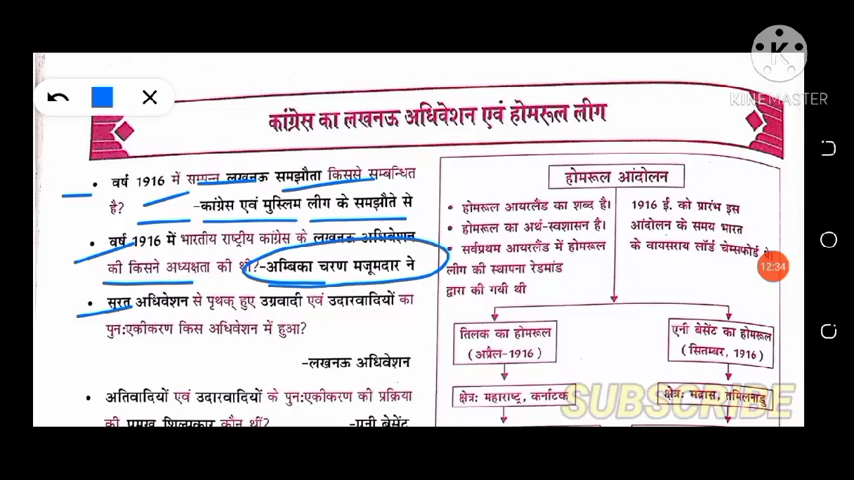 KINEMASTER
कांग्रेस का लखनऊ अधिवेशन एवं होमरूल लीग
• वर्ष 1916 में सम्पन्न लखनऊ समझौता किससे सम्बन्धित
है? -कांग्रेस एवं मुस्लिम लीग के समझौते से
• वर्ष 1916 में भारतीय राष्ट्रीय कांग्रेस के लखनऊ अधिवेशन
की किसने अध्यक्षता की थी?-अम्बिका चरण मजूमदार ने
• सूरत अधिवेशन से पृथक् हुए उग्रवादी एवं उदारवादियों का
पुन:एकीकरण किस अधिवेशन में हुआ?
-लखनऊ अधिवेशन
• अतिवादियों एवं उदारवादियों के पुन:एकीकरण की प्रक्रिया
की प्रमुख शिल्पकार कौन थीं? -एनी बेसेंट
होमरूल आंदोलन
• होमरूल आयरलैंड का शब्द है।
• होमरूल का अर्थ-स्वशासन है।
• सर्वप्रथम आयरलैंड में होमरूल
लीग की स्थापना रेडमांड
द्वारा की गयी थी
1916 ई. को प्रारंभ इस
आंदोलन के समय भारत
के वायसराय लॉर्ड चेम्सफोर्ड
12:34
तिलक का होमरूल
(अप्रैल-1916)
एनी बेसेंट का होमरूल
(सितम्बर, 1916)
क्षेत्र: महाराष्ट्र, कर्नाटक
क्षेत्र: मद्रास, तमिलनाडु
SUBSCRIBE